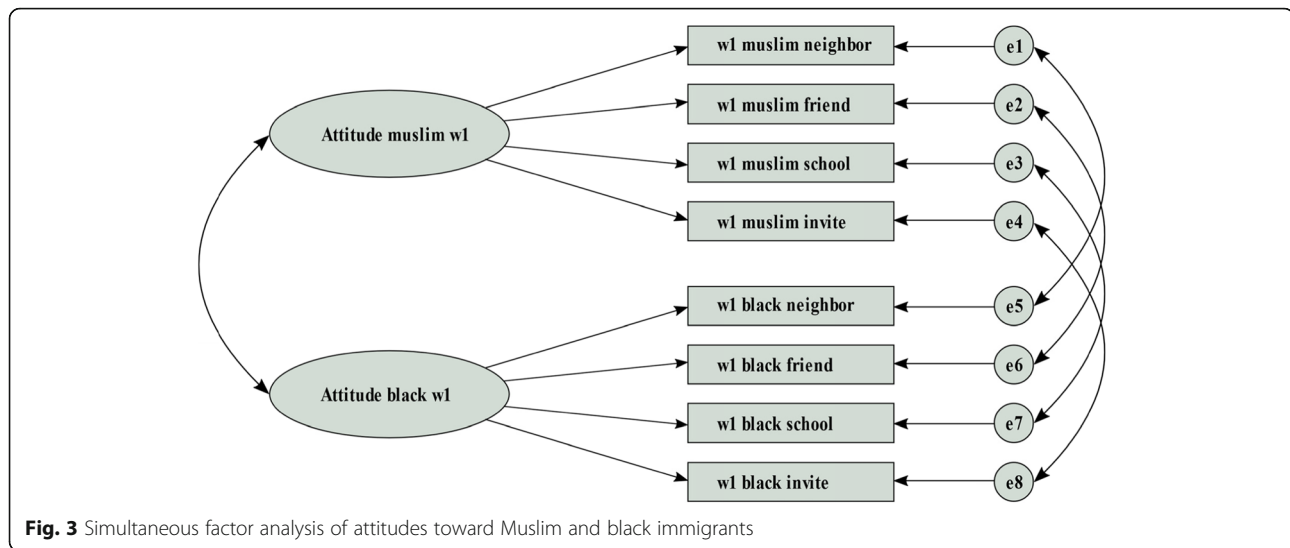 w1 muslim neighbor
e1
w1 muslim friend
e2
Attitude muslim w1
w1 muslim school
e3
w1 muslim invite
e4
w1 black neighbor
e5
w1 black friend
e6
Attitude black w1
w1 black school
e7
w1 black invite
e8
Fig. 3 Simultaneous factor analysis of attitudes toward Muslim and black immigrants